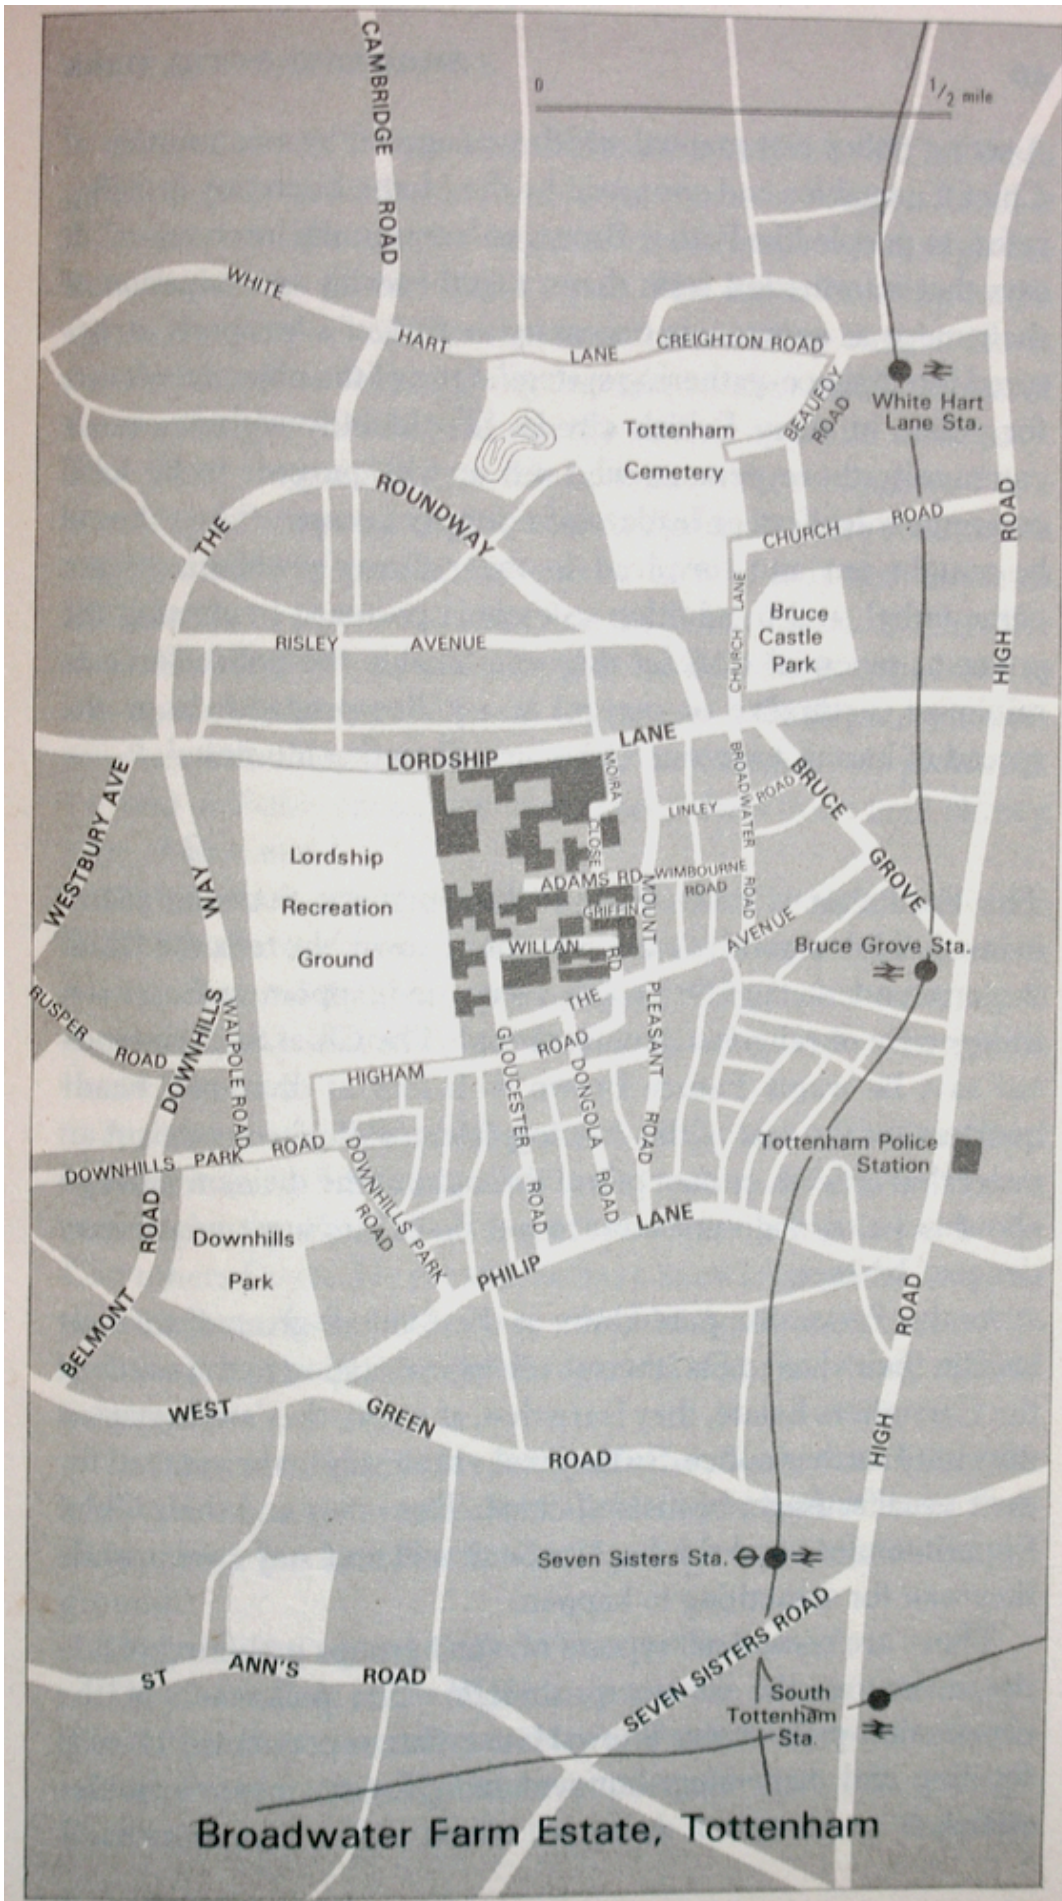 CAMBRIDGE ROAD
0
1/2 mile
WHITE HART LANE
CREIGHTON ROAD
BEAUFOY ROAD
White Hart
Lane Sta.
Tottenham
Cemetery
THE ROUNDWAY
CHURCH ROAD
HIGH ROAD
CHURCH LANE
Bruce
Castle
Park
RISLEY AVENUE
LORDSHIP LANE
WESTBURY AVE
MOIRA CLOSE
BROADWATER ROAD
BRUCE GROVE
LINLEY ROAD
Lordship
Recreation
Ground
ADAMS RD
WIMBOURNE
ROAD
GRIFFIN RD
WILLAN
MOUNT PLEASANT ROAD
THE AVENUE
Bruce Grove Sta.
RUSPER ROAD
DOWNHILLS WAY
WALPOLE ROAD
HIGHAM ROAD
GLOUCESTER ROAD
DONGOLA ROAD
DOWNHILLS PARK ROAD
DOWNHILLS PARK
ROAD
Tottenham Police
Station
Downhills
Park
PHILIP LANE
BELMONT ROAD
HIGH ROAD
WEST GREEN ROAD
Seven Sisters Sta.
ST ANN'S ROAD
SEVEN SISTERS ROAD
South
Tottenham
Sta.
Broadwater Farm Estate, Tottenham